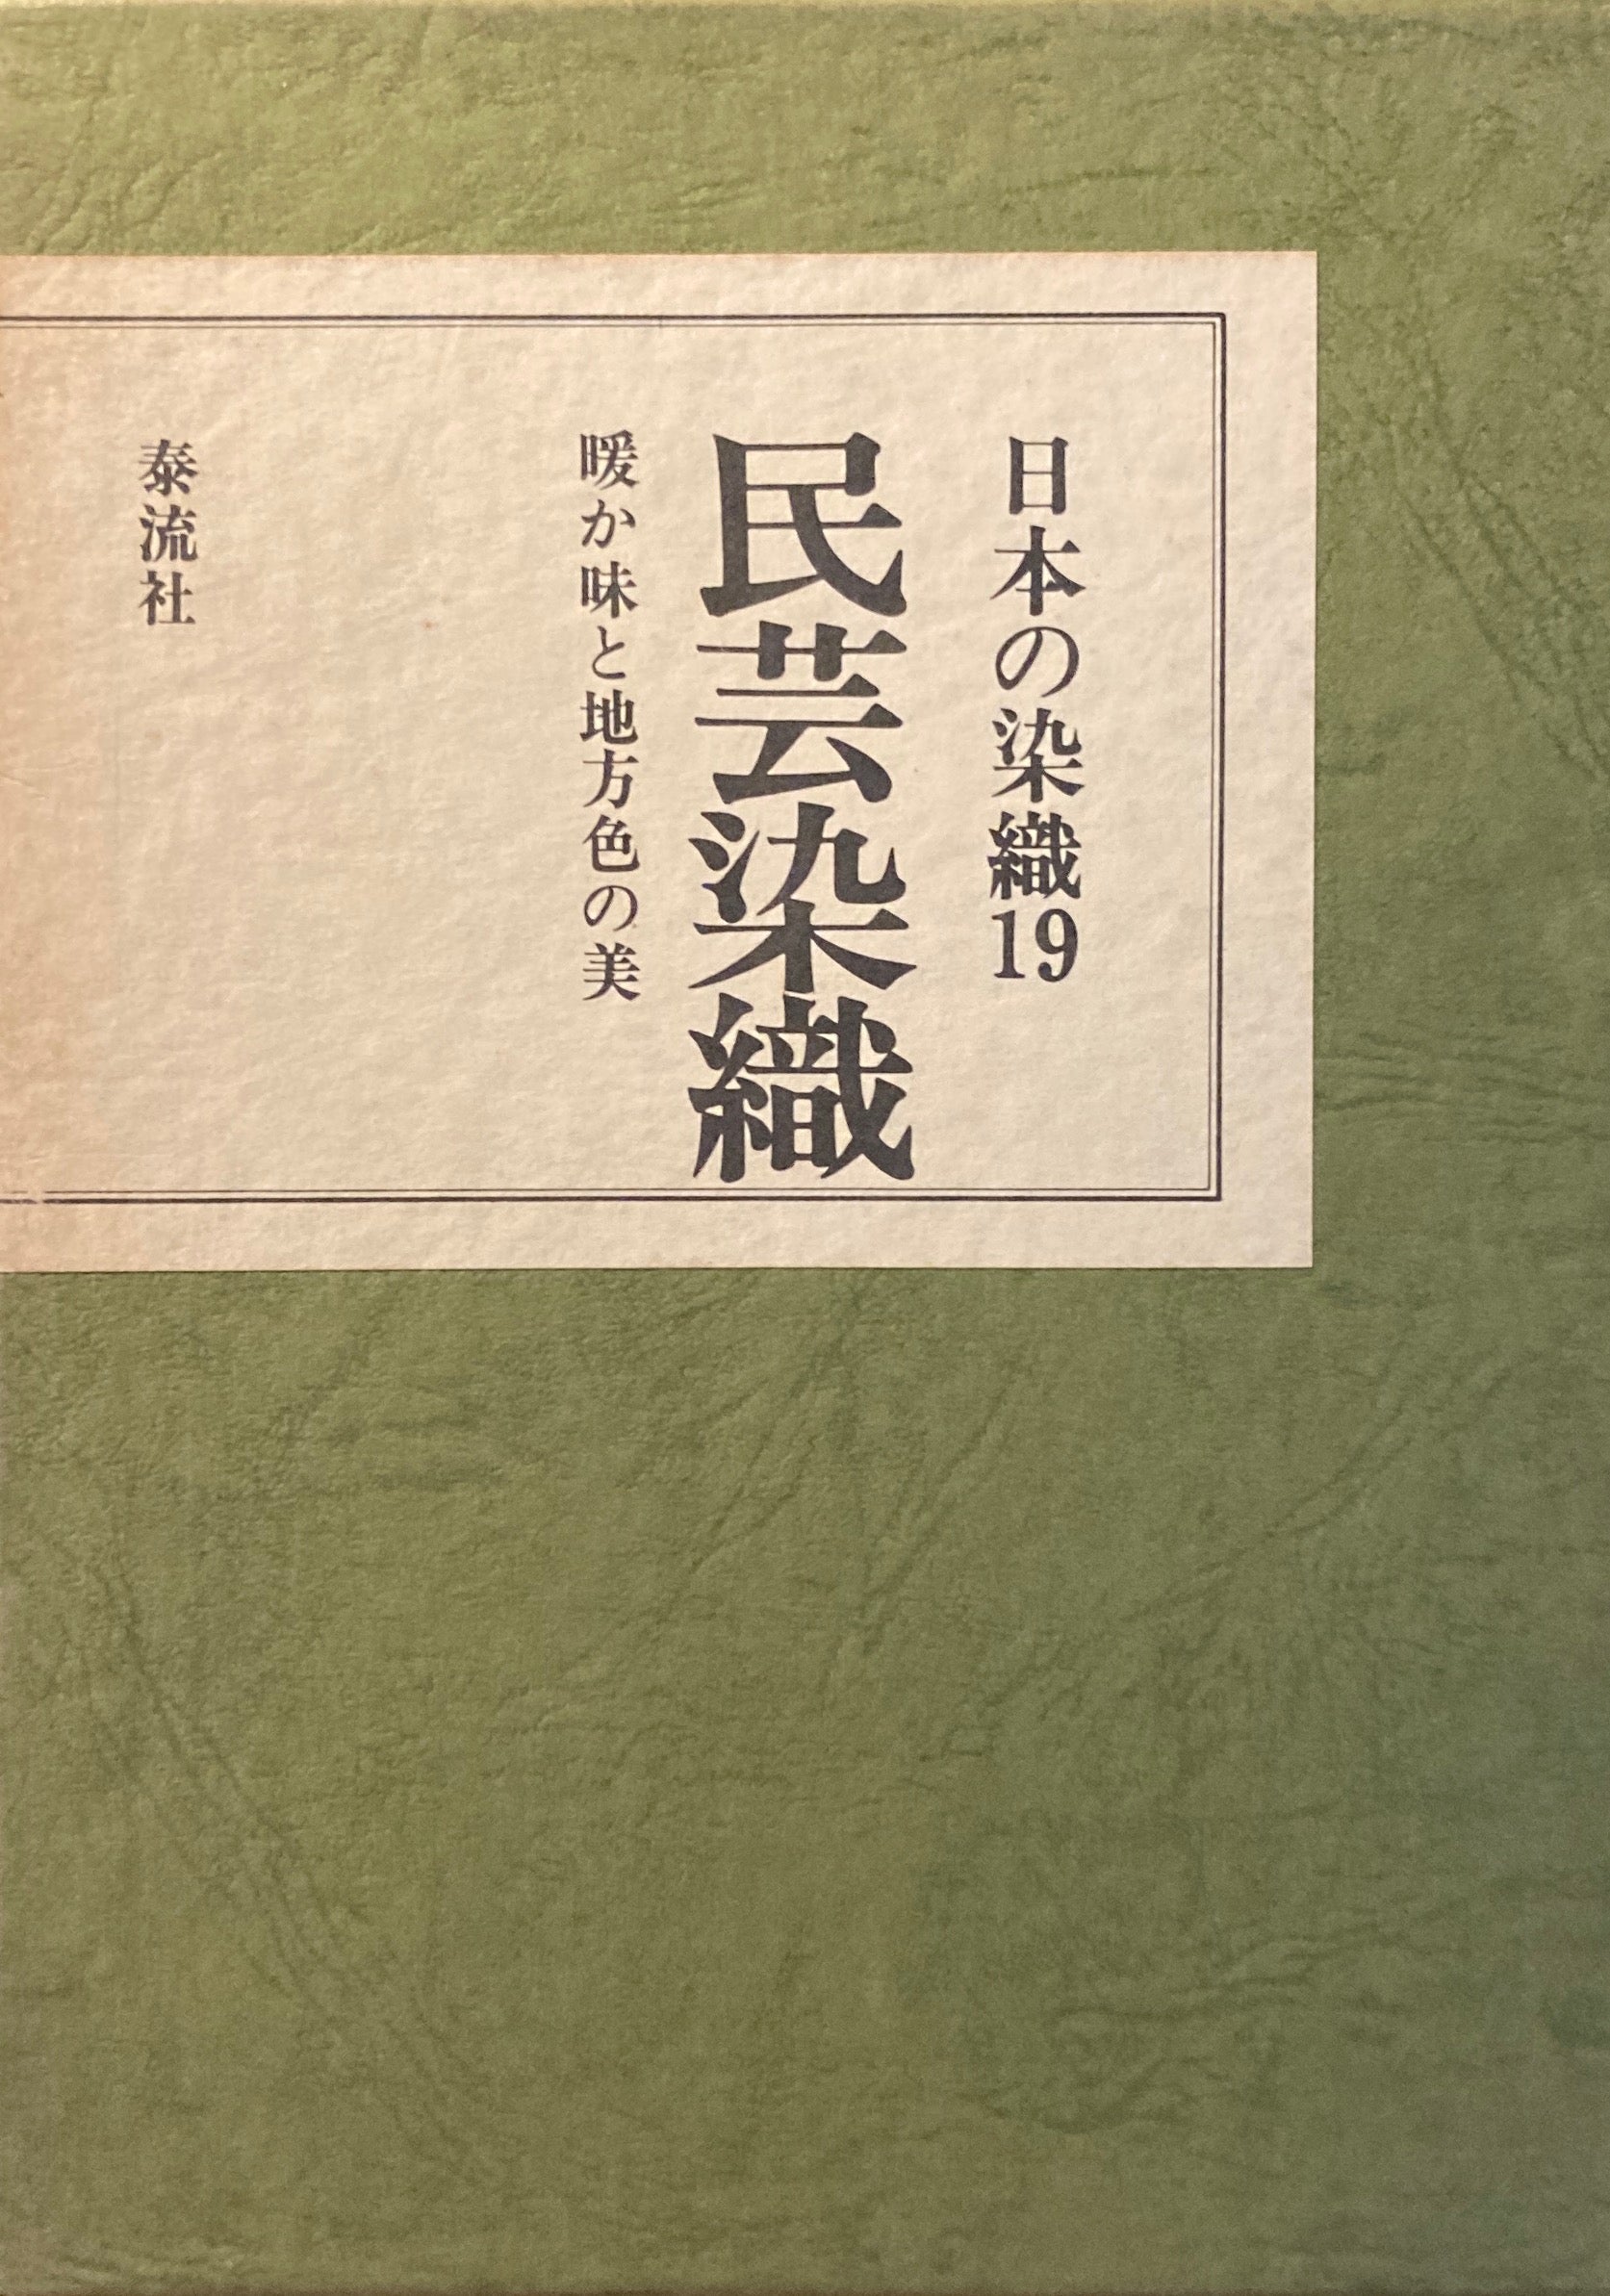 日本の染織19
民芸染織
暖か味と地方色の美
泰流社